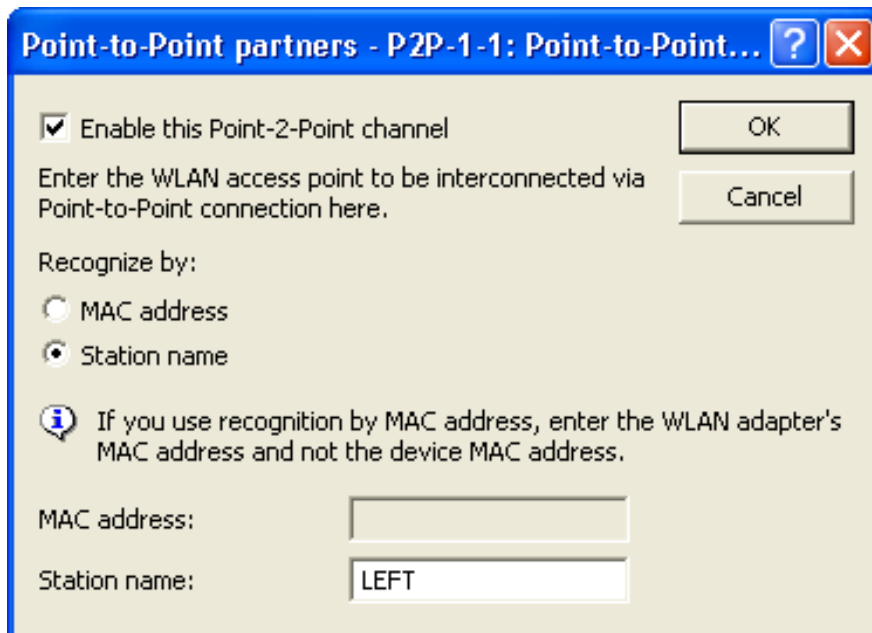 Point-to-Point partners - P2P-1-1: Point-to-Point...
Enable this Point-2-Point channel
OK
Enter the WLAN access point to be interconnected via
Point-to-Point connection here.
Cancel
Recognize by:
MAC address
Station name
If you use recognition by MAC address, enter the WLAN adapter's
MAC address and not the device MAC address.
MAC address:
Station name: LEFT